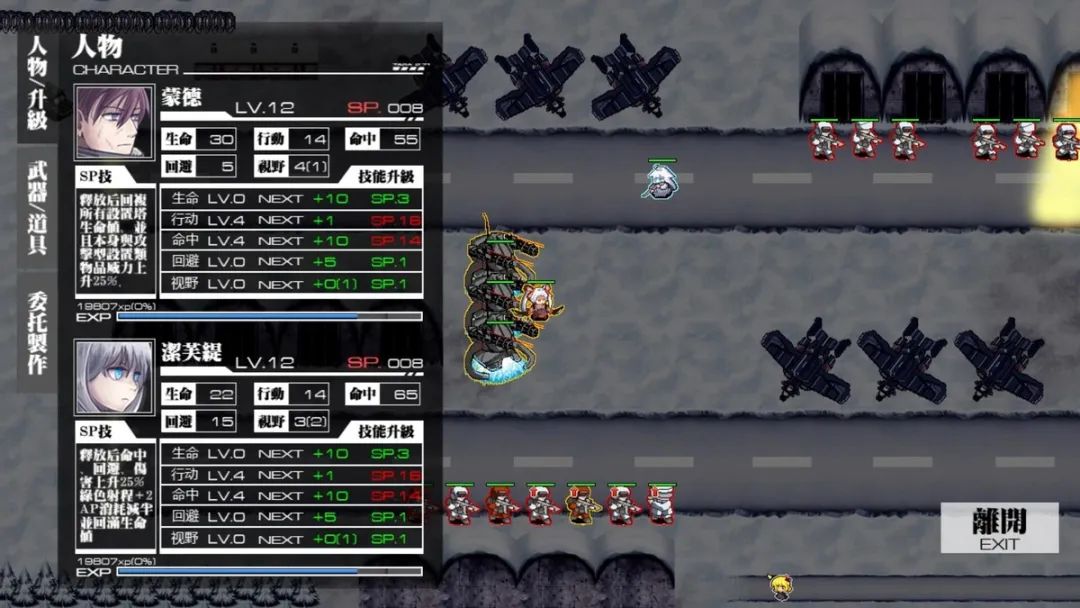 人物
CHARACTER
人物/升級
武器/道具
委托製作
蒙德
LV.12
SP. 008
生命 30
行動 14
命中 55
回避 5
視野 4(1)
SP技
技能升級
釋放后回複
所有設置塔
生命值，並
且本身與攻
擊型設置類
物品威力上
升25%.
生命 LV.0 NEXT +10 SP.3
行动 LV.4 NEXT +1 SP.16
命中 LV.4 NEXT +10 SP.14
回避 LV.0 NEXT +5 SP.1
视野 LV.0 NEXT +0(1) SP.1
19807xp(0%)
EXP
潔芙緹
LV.12
SP. 008
生命 22
行動 14
命中 65
回避 15
視野 3(2)
SP技
技能升級
釋放后命中
、回避、傷
害上升25%
綠色射程+2
AP消耗減半
並回滿生命
值
生命 LV.0 NEXT +10 SP.3
行动 LV.4 NEXT +1 SP.16
命中 LV.4 NEXT +10 SP.14
回避 LV.0 NEXT +5 SP.1
视野 LV.0 NEXT +0(1) SP.1
19807xp(0%)
EXP
離開
EXIT